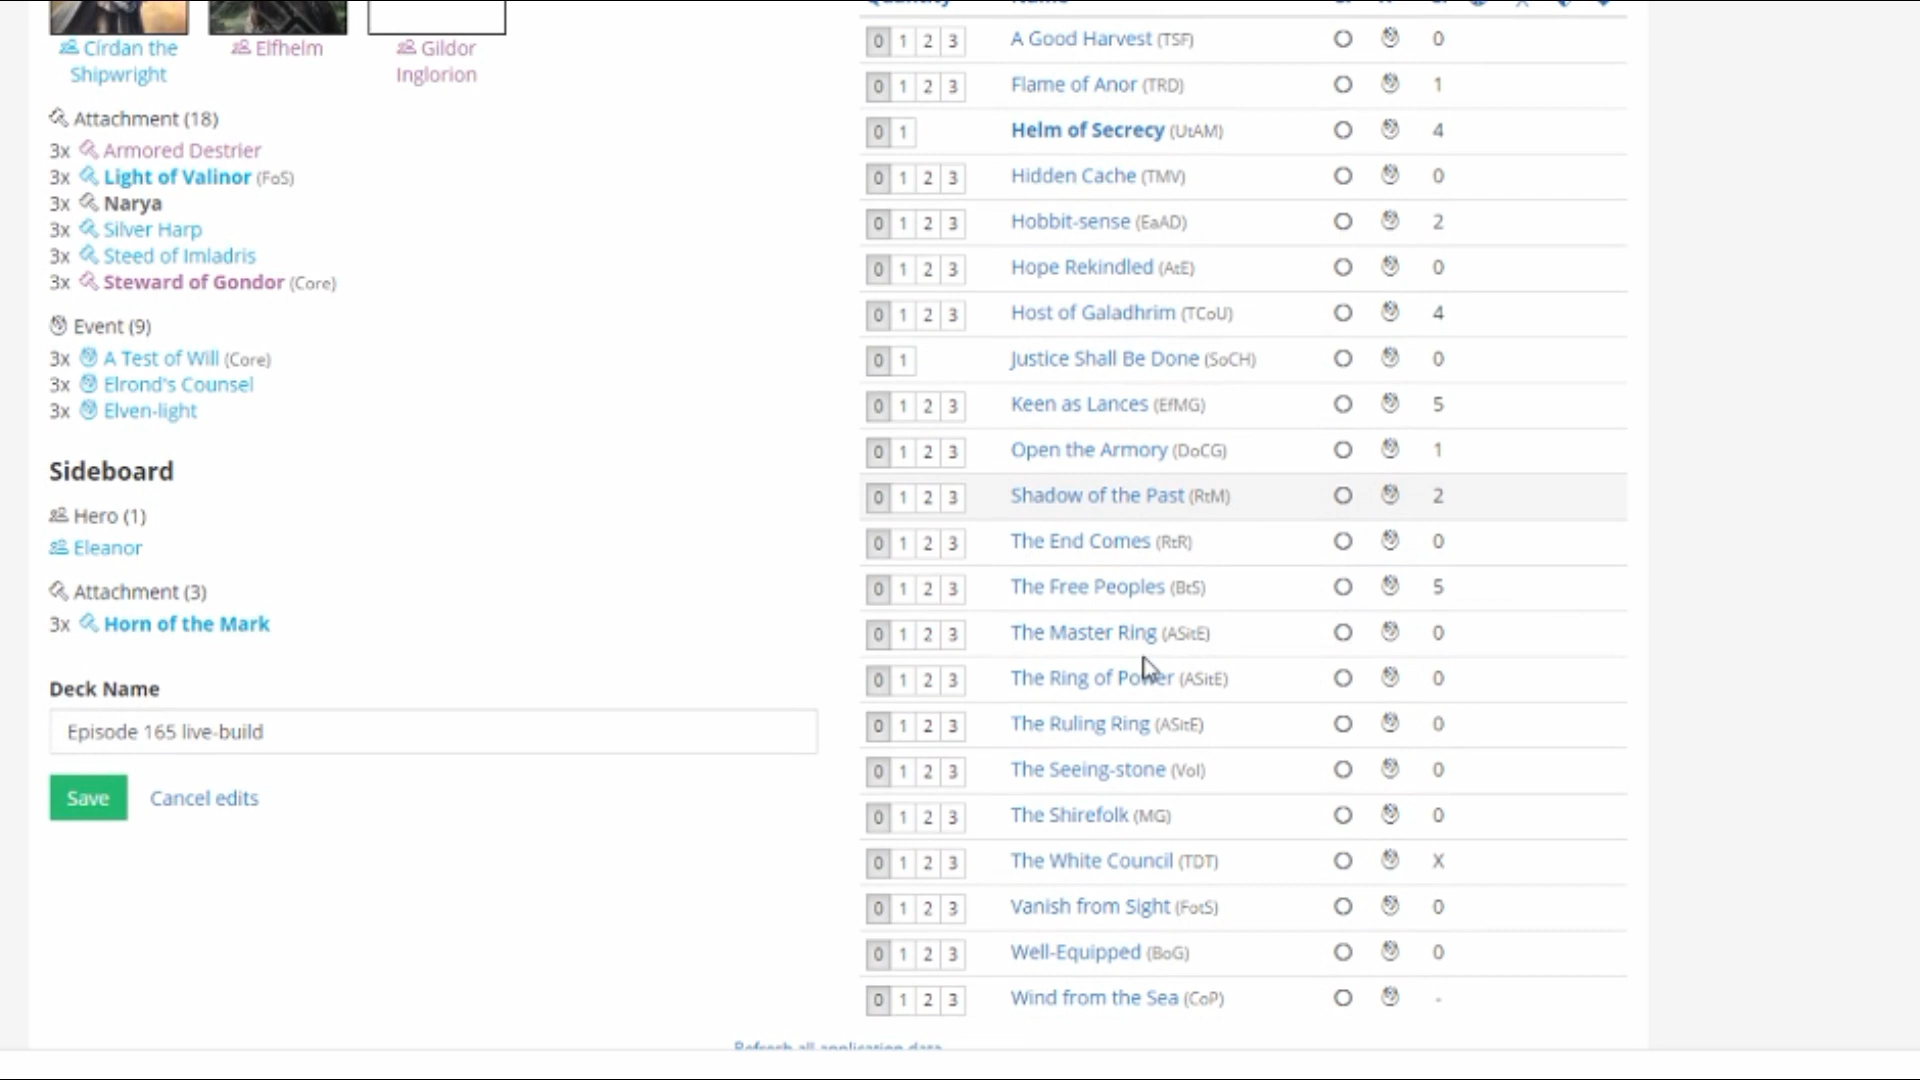 Quantity Name
Círdan the
Shipwright
Elfhelm
Gildor
Inglorion
Attachment (18)
3x Armored Destrier
3x Light of Valinor (FoS)
3x Narya
3x Silver Harp
3x Steed of Imladris
3x Steward of Gondor (Core)
Event (9)
3x A Test of Will (Core)
3x Elrond's Counsel
3x Elven-light
Sideboard
Hero (1)
Eleanor
Attachment (3)
3x Horn of the Mark
Deck Name
Episode 165 live-build
Save Cancel edits
0 1 2 3 A Good Harvest (TSF) 0
0 1 2 3 Flame of Anor (TRD) 1
0 1 Helm of Secrecy (UtAM) 4
0 1 2 3 Hidden Cache (TMV) 0
0 1 2 3 Hobbit-sense (EaAD) 2
0 1 2 3 Hope Rekindled (AtE) 0
0 1 2 3 Host of Galadhrim (TCoU) 4
0 1 Justice Shall Be Done (SoCH) 0
0 1 2 3 Keen as Lances (EfMG) 5
0 1 2 3 Open the Armory (DoCG) 1
0 1 2 3 Shadow of the Past (RtM) 2
0 1 2 3 The End Comes (RtR) 0
0 1 2 3 The Free Peoples (BtS) 5
0 1 2 3 The Master Ring (ASitE) 0
0 1 2 3 The Ring of Power (ASitE) 0
0 1 2 3 The Ruling Ring (ASitE) 0
0 1 2 3 The Seeing-stone (VoI) 0
0 1 2 3 The Shirefolk (MG) 0
0 1 2 3 The White Council (TDT) X
0 1 2 3 Vanish from Sight (FotS) 0
0 1 2 3 Well-Equipped (BoG) 0
0 1 2 3 Wind from the Sea (CoP) -
Refresh all application data